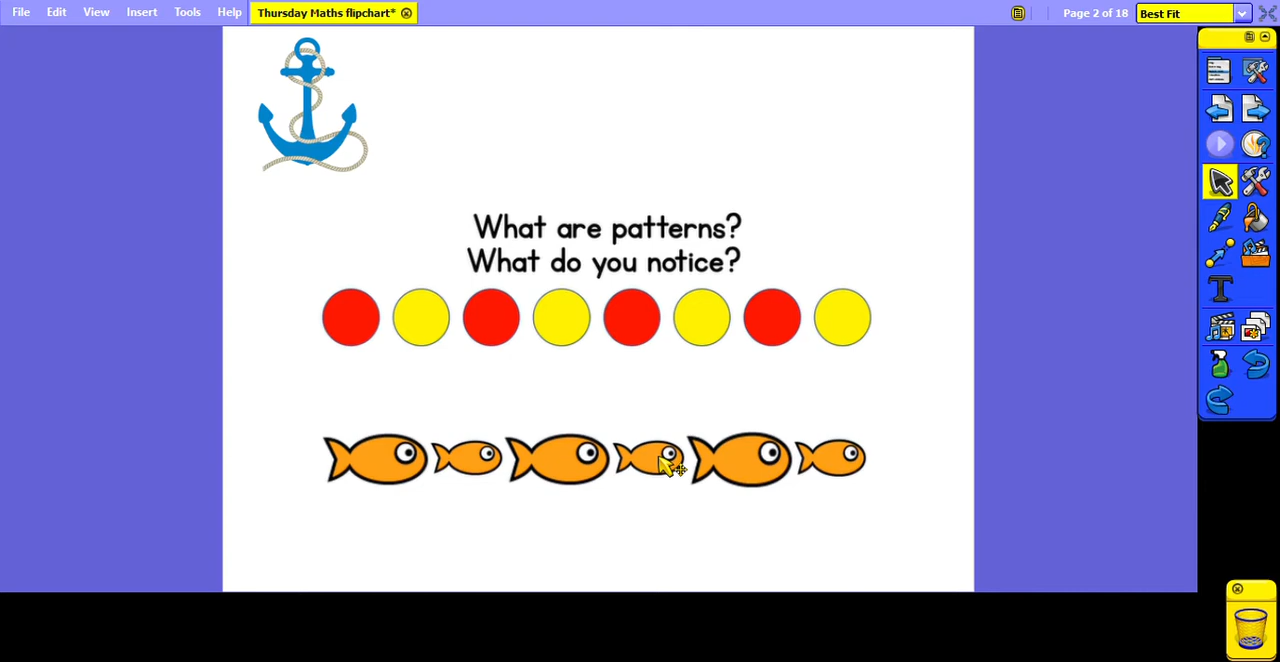 File Edit View Insert Tools Help Thursday Maths flipchart* Page 2 of 18 Best Fit
What are patterns?
What do you notice?